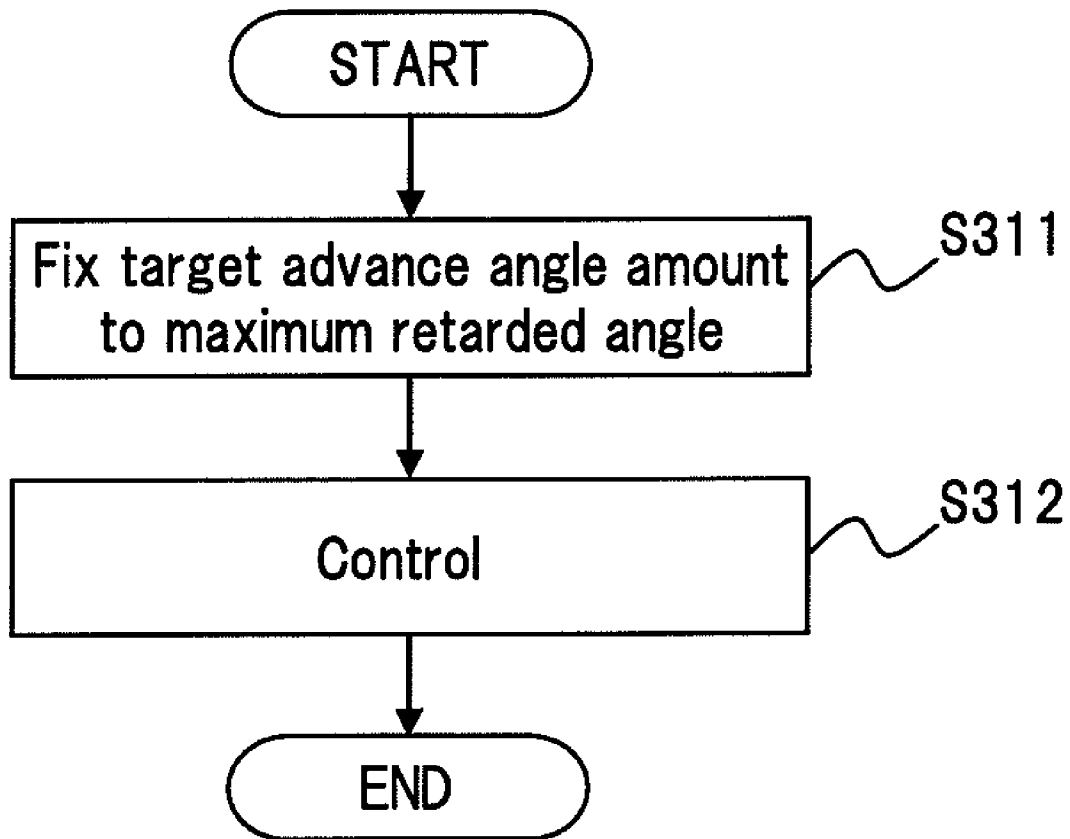 START
Fix target advance angle amount
to maximum retarded angle
S311
Control
S312
END